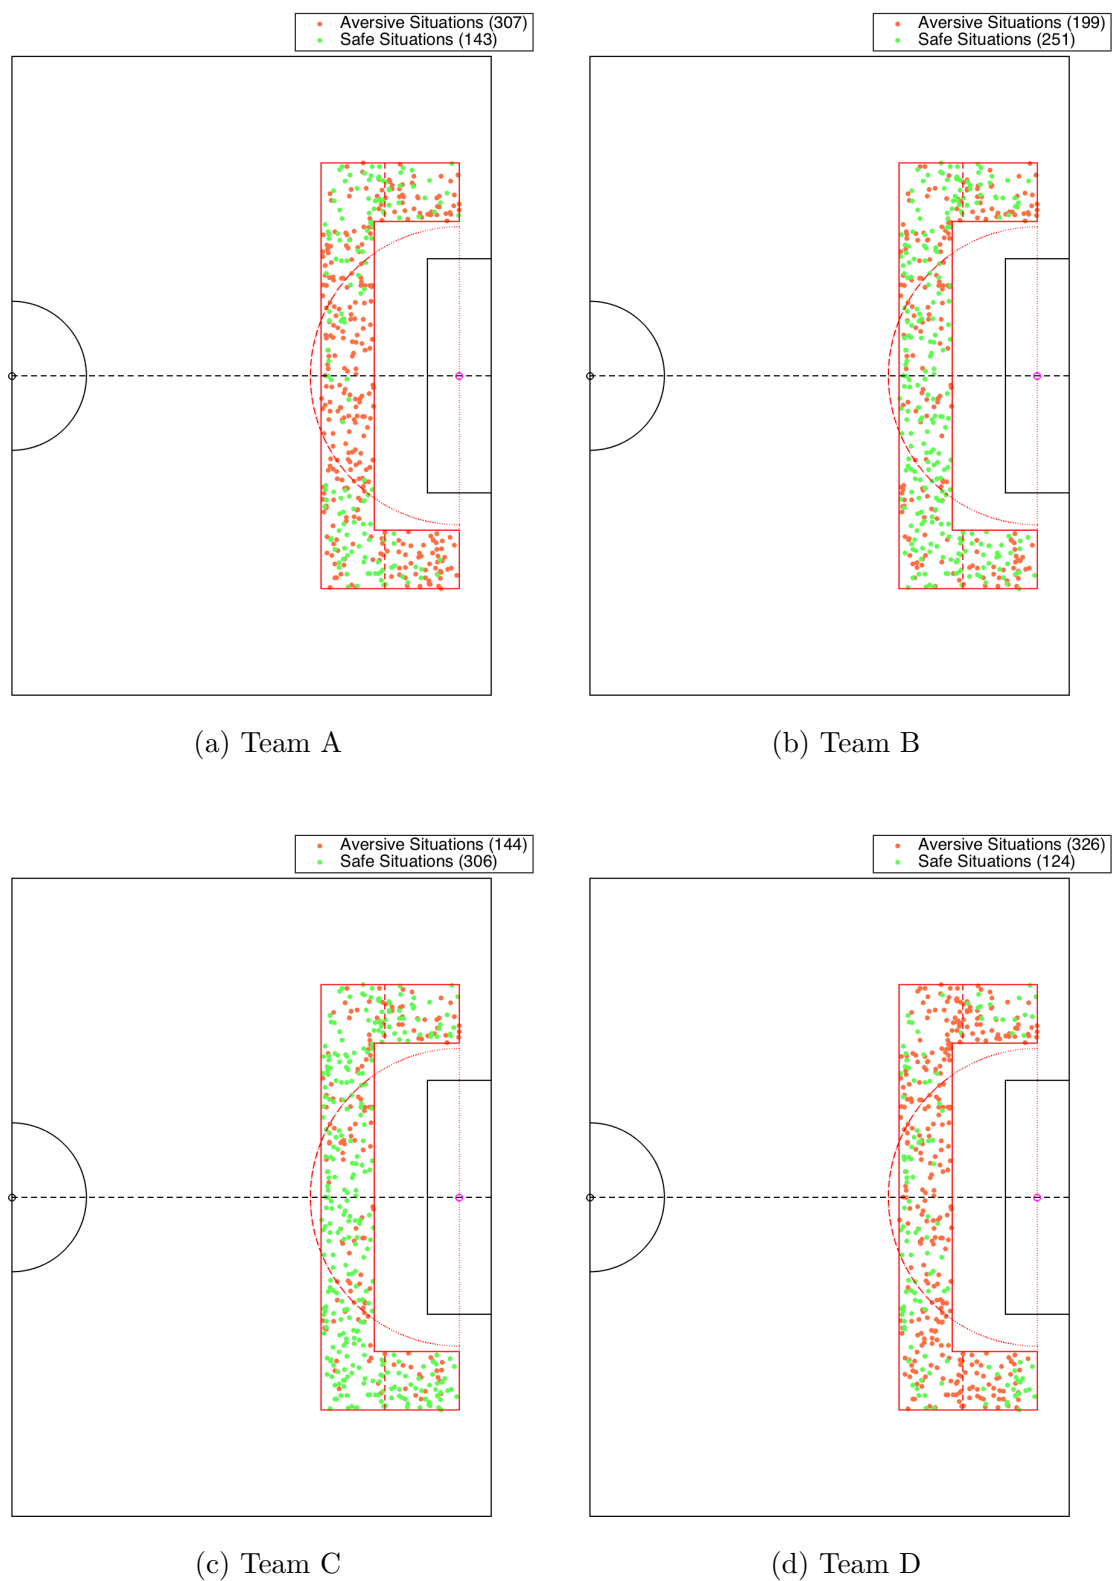 Aversive Situations (307)
Safe Situations (143)
Aversive Situations (199)
Safe Situations (251)
(a) Team A
(b) Team B
Aversive Situations (144)
Safe Situations (306)
Aversive Situations (326)
Safe Situations (124)
(c) Team C
(d) Team D